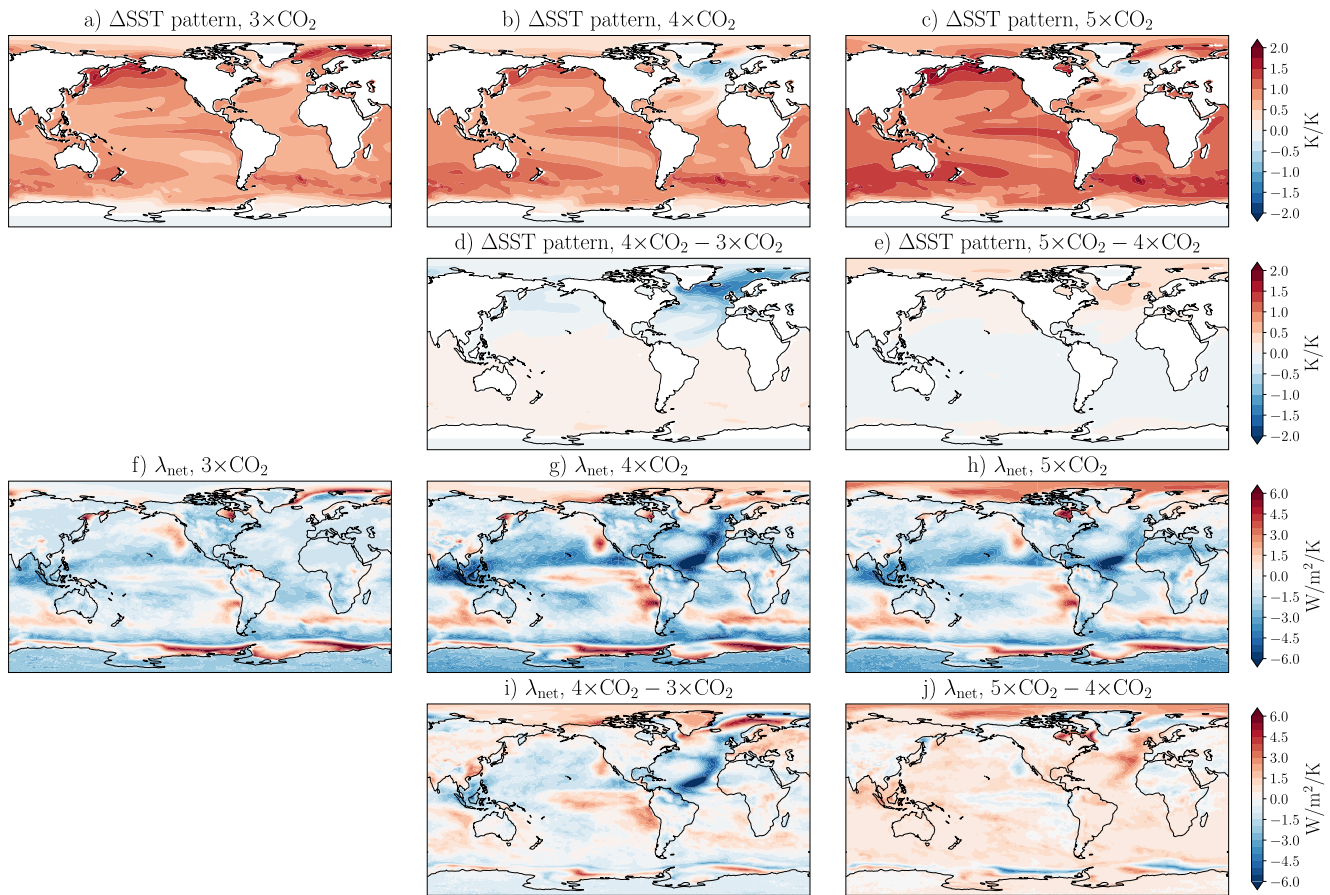 a) ΔSST pattern, 3×CO₂
b) ΔSST pattern, 4×CO₂
c) ΔSST pattern, 5×CO₂
2.0
1.5
1.0
0.5
0.0
−0.5
−1.0
−1.5
−2.0
K/K
d) ΔSST pattern, 4×CO₂ − 3×CO₂
e) ΔSST pattern, 5×CO₂ − 4×CO₂
2.0
1.5
1.0
0.5
0.0
−0.5
−1.0
−1.5
−2.0
K/K
f) λnet, 3×CO₂
g) λnet, 4×CO₂
h) λnet, 5×CO₂
6.0
4.5
3.0
1.5
0.0
−1.5
−3.0
−4.5
−6.0
W/m²/K
i) λnet, 4×CO₂ − 3×CO₂
j) λnet, 5×CO₂ − 4×CO₂
6.0
4.5
3.0
1.5
0.0
−1.5
−3.0
−4.5
−6.0
W/m²/K